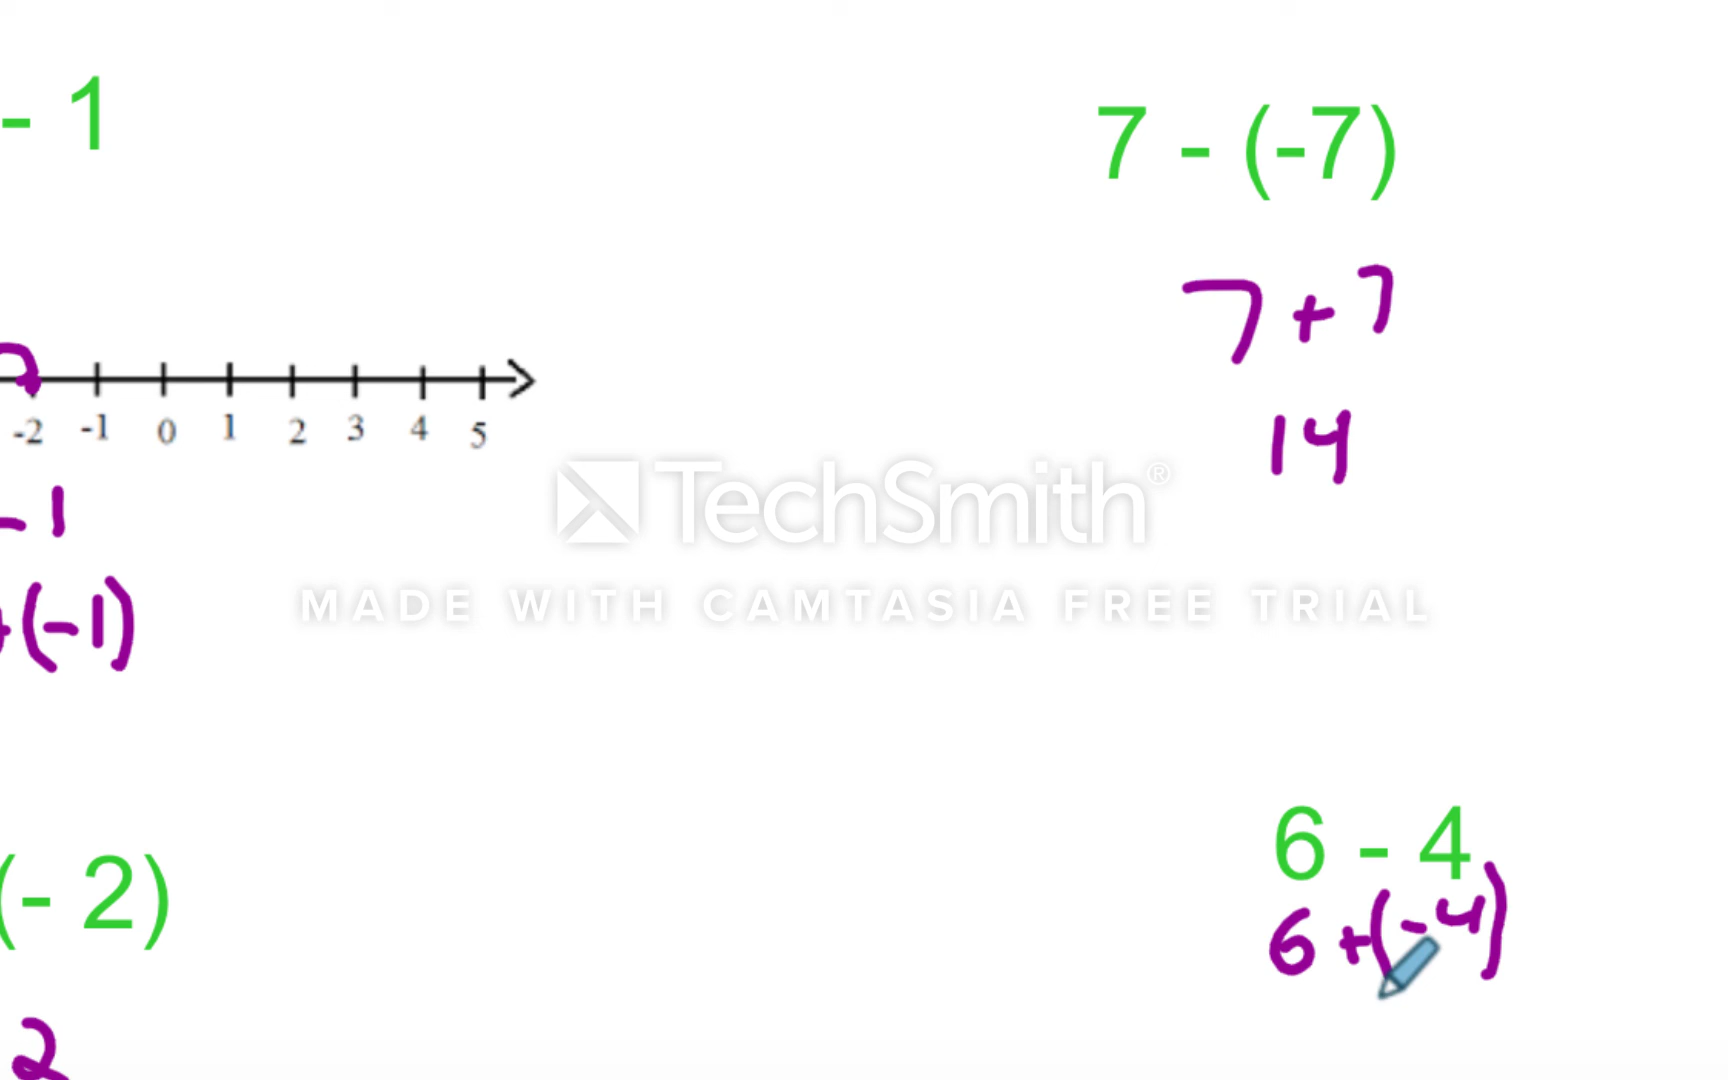 - 1
7 - (-7)
7 + 7
-2 -1 0 1 2 3 4 5
14
TechSmith®
- 1
+(-1)
MADE WITH CAMTASIA FREE TRIAL
6 - 4
(- 2)
6 + (-4)
2